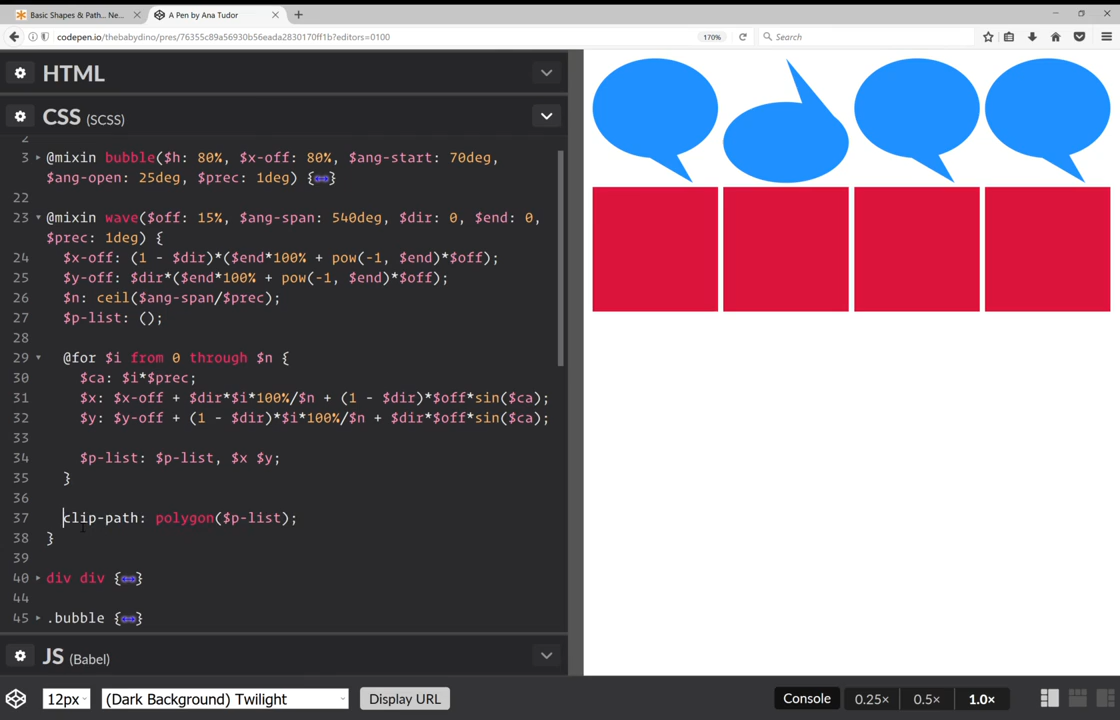 Basic Shapes & Path... Ne...
A Pen by Ana Tudor
codepen.io/thebabydino/pres/76355c89a56930b56eada2830170ff1b?editors=0100
170%
Search
HTML
CSS (SCSS)
2
3 @mixin bubble($h: 80%, $x-off: 80%, $ang-start: 70deg,
$ang-open: 25deg, $prec: 1deg) {
}
22
23 @mixin wave($off: 15%, $ang-span: 540deg, $dir: 0, $end: 0,
$prec: 1deg) {
24 $x-off: (1 - $dir)*($end*100% + pow(-1, $end)*$off);
25 $y-off: $dir*($end*100% + pow(-1, $end)*$off);
26 $n: ceil($ang-span/$prec);
27 $p-list: ();
28
29 @for $i from 0 through $n {
30 $ca: $i*$prec;
31 $x: $x-off + $dir*$i*100%/$n + (1 - $dir)*$off*sin($ca);
32 $y: $y-off + (1 - $dir)*$i*100%/$n + $dir*$off*sin($ca);
33
34 $p-list: $p-list, $x $y;
35 }
36
37 clip-path: polygon($p-list);
38 }
39
40 div div {
}
44
45 .bubble {
}
JS (Babel)
12px
(Dark Background) Twilight
Display URL
Console
0.25×
0.5×
1.0×